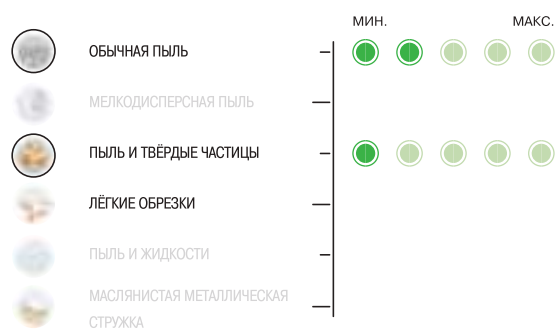 МИН. МАКС.
ОБЫЧНАЯ ПЫЛЬ
МЕЛКОДИСПЕРСНАЯ ПЫЛЬ
ПЫЛЬ И ТВЁРДЫЕ ЧАСТИЦЫ
ЛЁГКИЕ ОБРЕЗКИ
ПЫЛЬ И ЖИДКОСТИ
МАСЛЯНИСТАЯ МЕТАЛЛИЧЕСКАЯ
СТРУЖКА